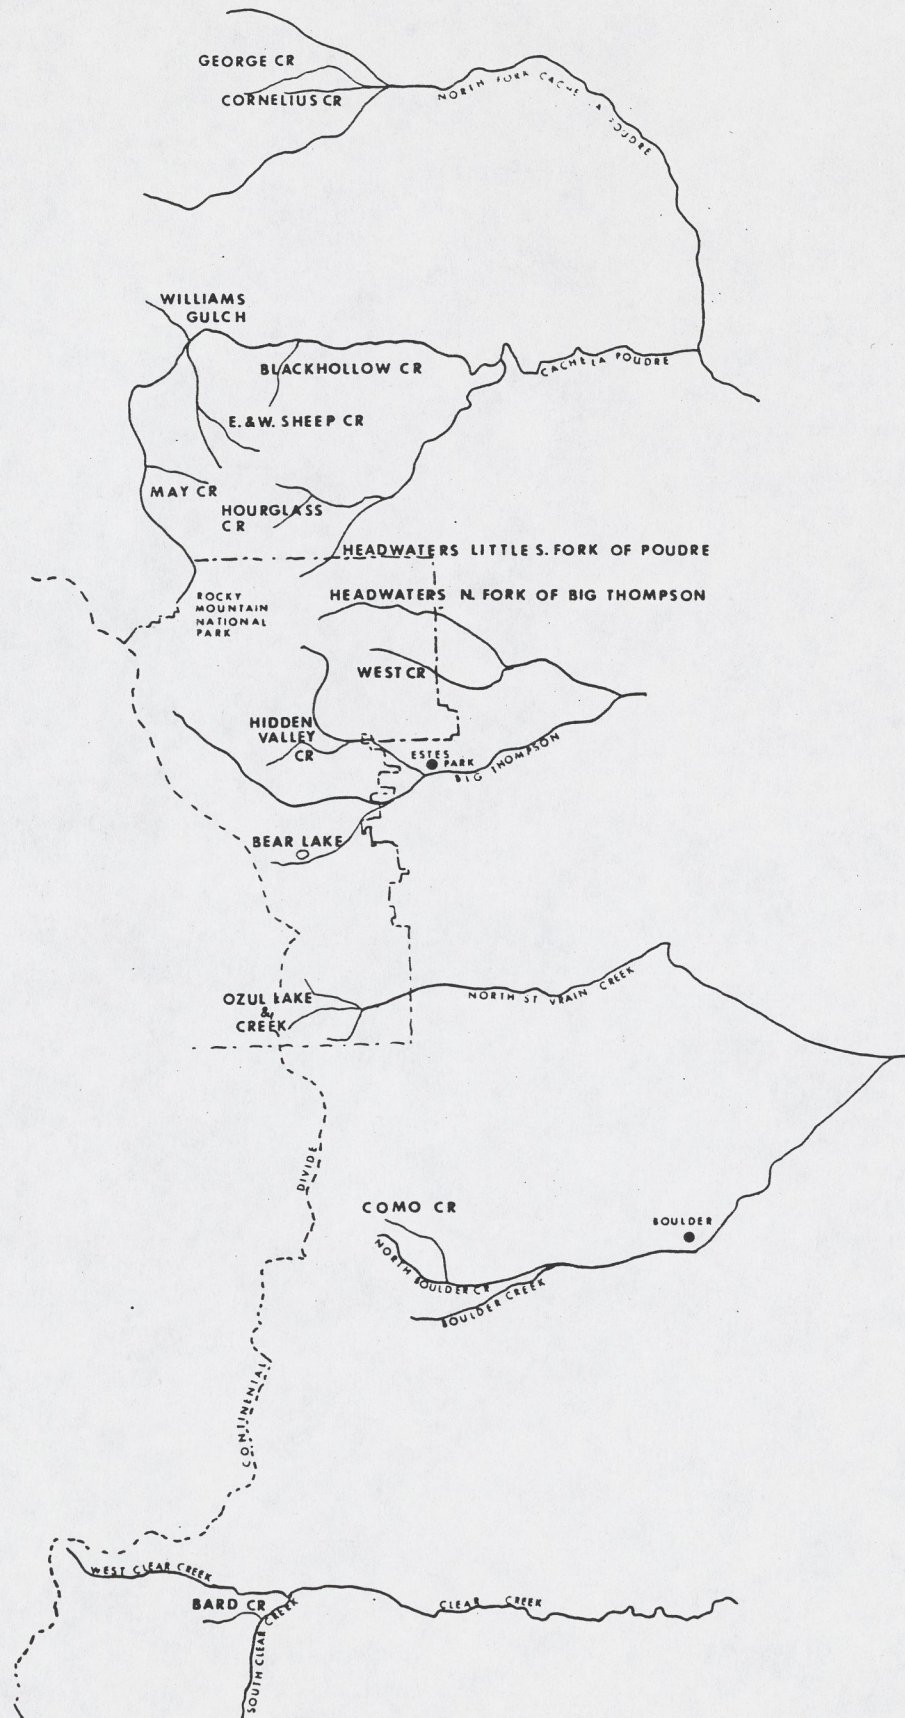 GEORGE CR
CORNELIUS CR
NORTH FORK CACHE LA POUDRE
WILLIAMS
GULCH
BLACKHOLLOW CR
CACHE LA POUDRE
E. & W. SHEEP CR
MAY CR
HOURGLASS
CR
HEADWATERS LITTLE S. FORK OF POUDRE
HEADWATERS N. FORK OF BIG THOMPSON
ROCKY
MOUNTAIN
NATIONAL
PARK
WEST CR
HIDDEN
VALLEY
CR
ESTES
PARK
BIG THOMPSON
BEAR LAKE
OZUL LAKE
&
CREEK
NORTH ST VRAIN CREEK
DIVIDE
COMO CR
BOULDER
NORTH BOULDER CR
BOULDER CREEK
CONTINENTAL
WEST CLEAR CREEK
BARD CR
CLEAR CREEK
SOUTH CLEAR CREEK